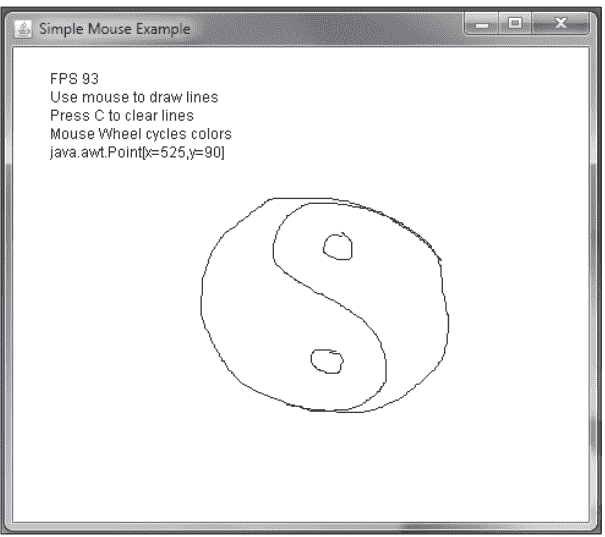 Simple Mouse Example
FPS 93
Use mouse to draw lines
Press C to clear lines
Mouse Wheel cycles colors
java.awt.Point[x=525,y=90]